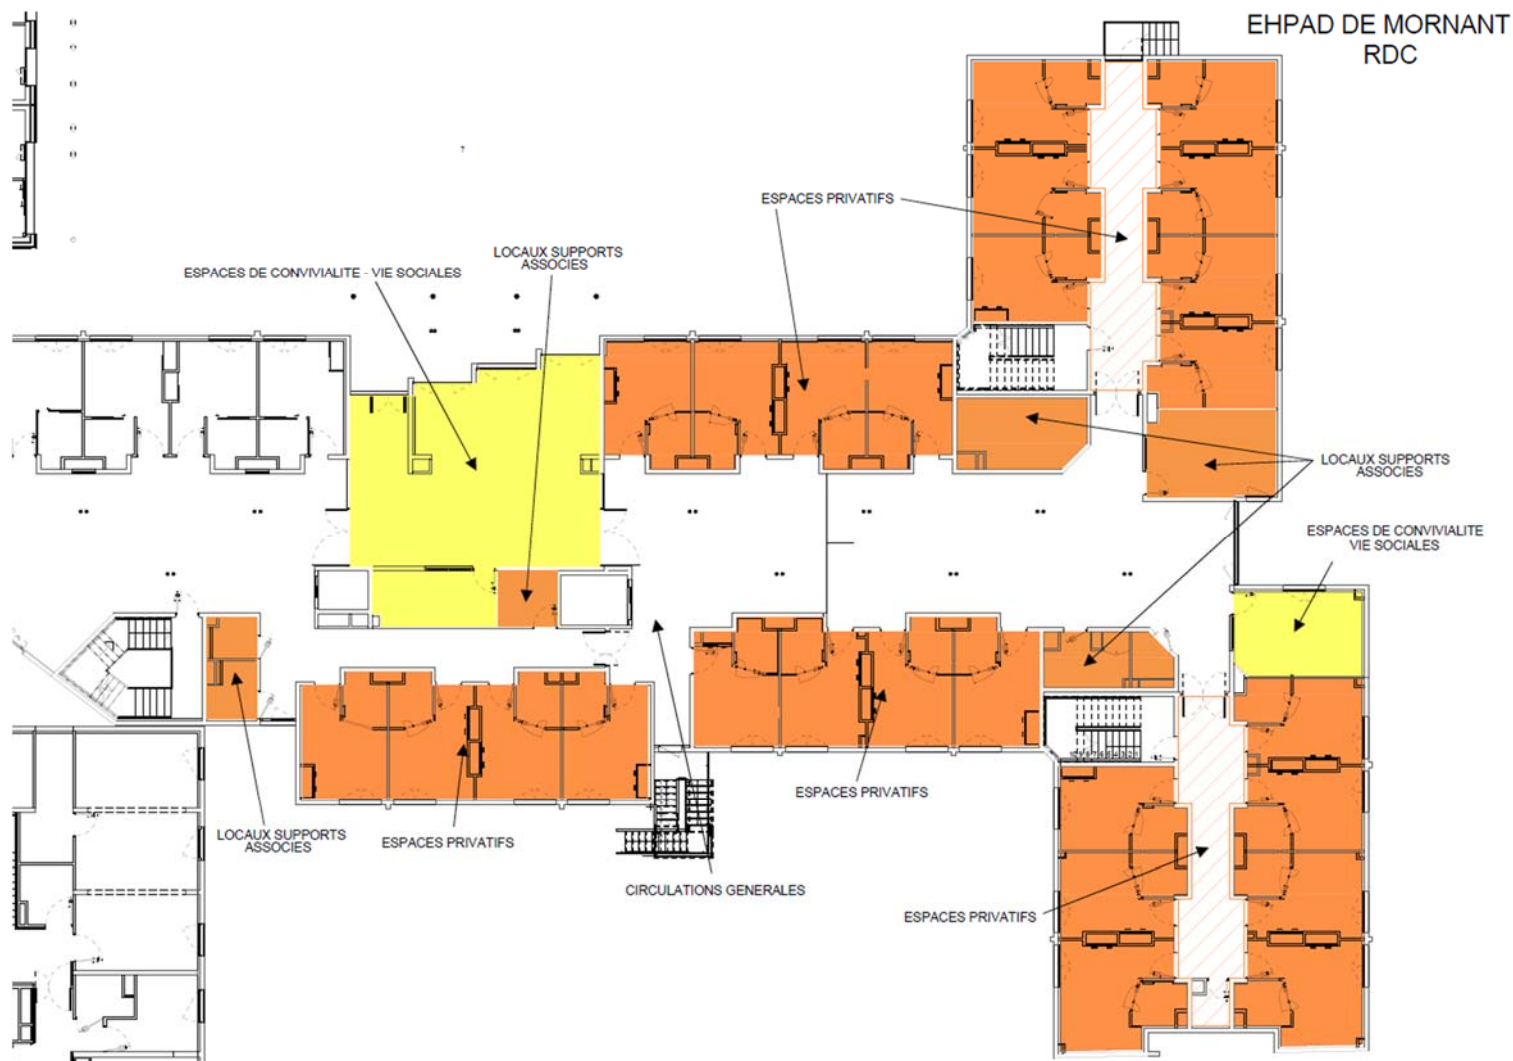 EHPAD DE MORNANT
RDC
ESPACES PRIVATIFS
LOCAUX SUPPORTS
ASSOCIES
ESPACES DE CONVIVIALITE - VIE SOCIALES
LOCAUX SUPPORTS
ASSOCIES
ESPACES DE CONVIVIALITE
VIE SOCIALES
ESPACES PRIVATIFS
LOCAUX SUPPORTS
ASSOCIES
ESPACES PRIVATIFS
CIRCULATIONS GENERALES
ESPACES PRIVATIFS